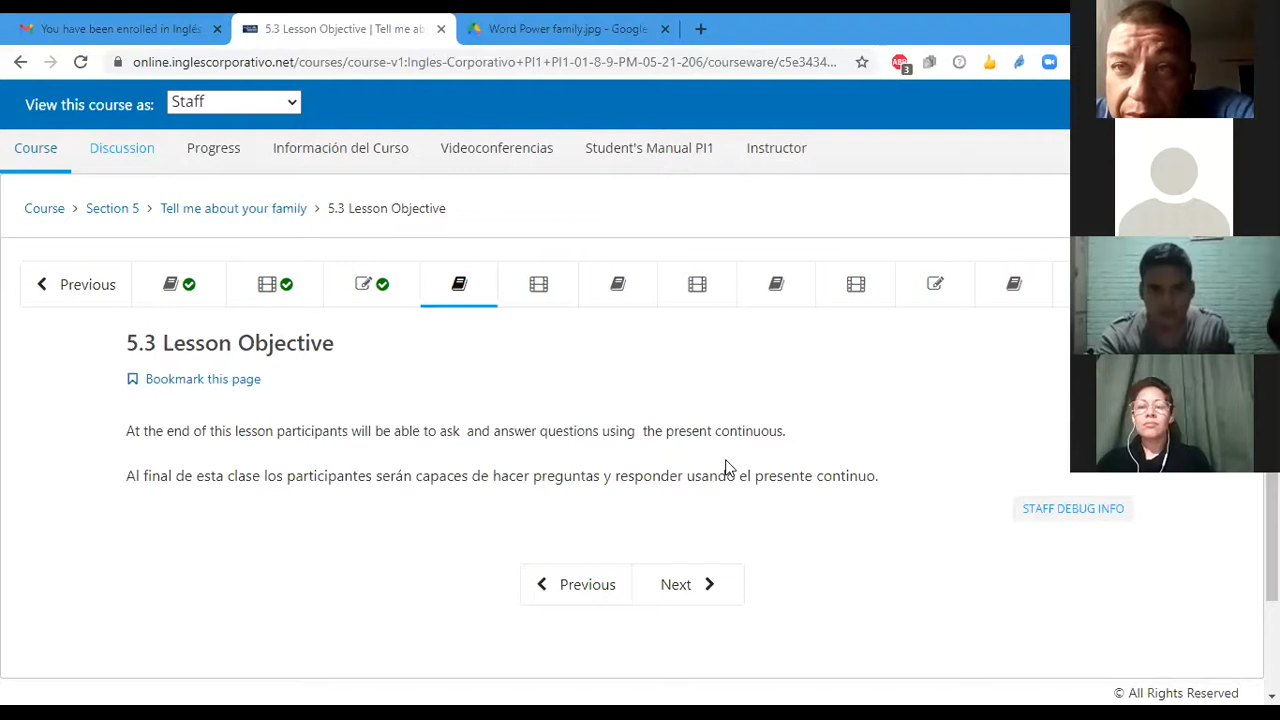 You have been enrolled in Inglés
5.3 Lesson Objective | Tell me ab
Word Power family.jpg - Google
online.inglescorporativo.net/courses/course-v1:Ingles-Corporativo+PI1+PI1-01-8-9-PM-05-21-206/courseware/c5e3434...
ABP
3
View this course as:
Staff
Course
Discussion
Progress
Información del Curso
Videoconferencias
Student's Manual PI1
Instructor
Course > Section 5 > Tell me about your family > 5.3 Lesson Objective
Previous
5.3 Lesson Objective
Bookmark this page
At the end of this lesson participants will be able to ask and answer questions using the present continuous.
Al final de esta clase los participantes serán capaces de hacer preguntas y responder usando el presente continuo.
STAFF DEBUG INFO
Previous
Next
© All Rights Reserved